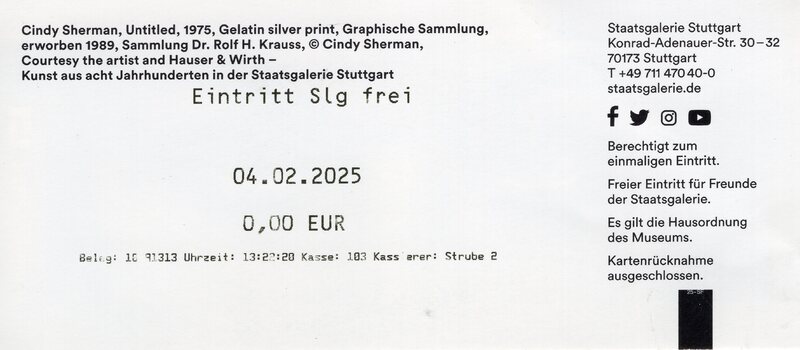 Cindy Sherman, Untitled, 1975, Gelatin silver print, Graphische Sammlung,
erworben 1989, Sammlung Dr. Rolf H. Krauss, © Cindy Sherman,
Courtesy the artist and Hauser & Wirth –
Kunst aus acht Jahrhunderten in der Staatsgalerie Stuttgart
Eintritt Slg frei
04.02.2025
0,00 EUR
Beleg: Uhrzeit: 13:22:20 Kasse: 103 Kassierer: Strube 2
Staatsgalerie Stuttgart
Konrad-Adenauer-Str. 30–32
70173 Stuttgart
T +49 711 470 40-0
staatsgalerie.de
Berechtigt zum
einmaligen Eintritt.
Freier Eintritt für Freunde
der Staatsgalerie.
Es gilt die Hausordnung
des Museums.
Kartenrücknahme
ausgeschlossen.